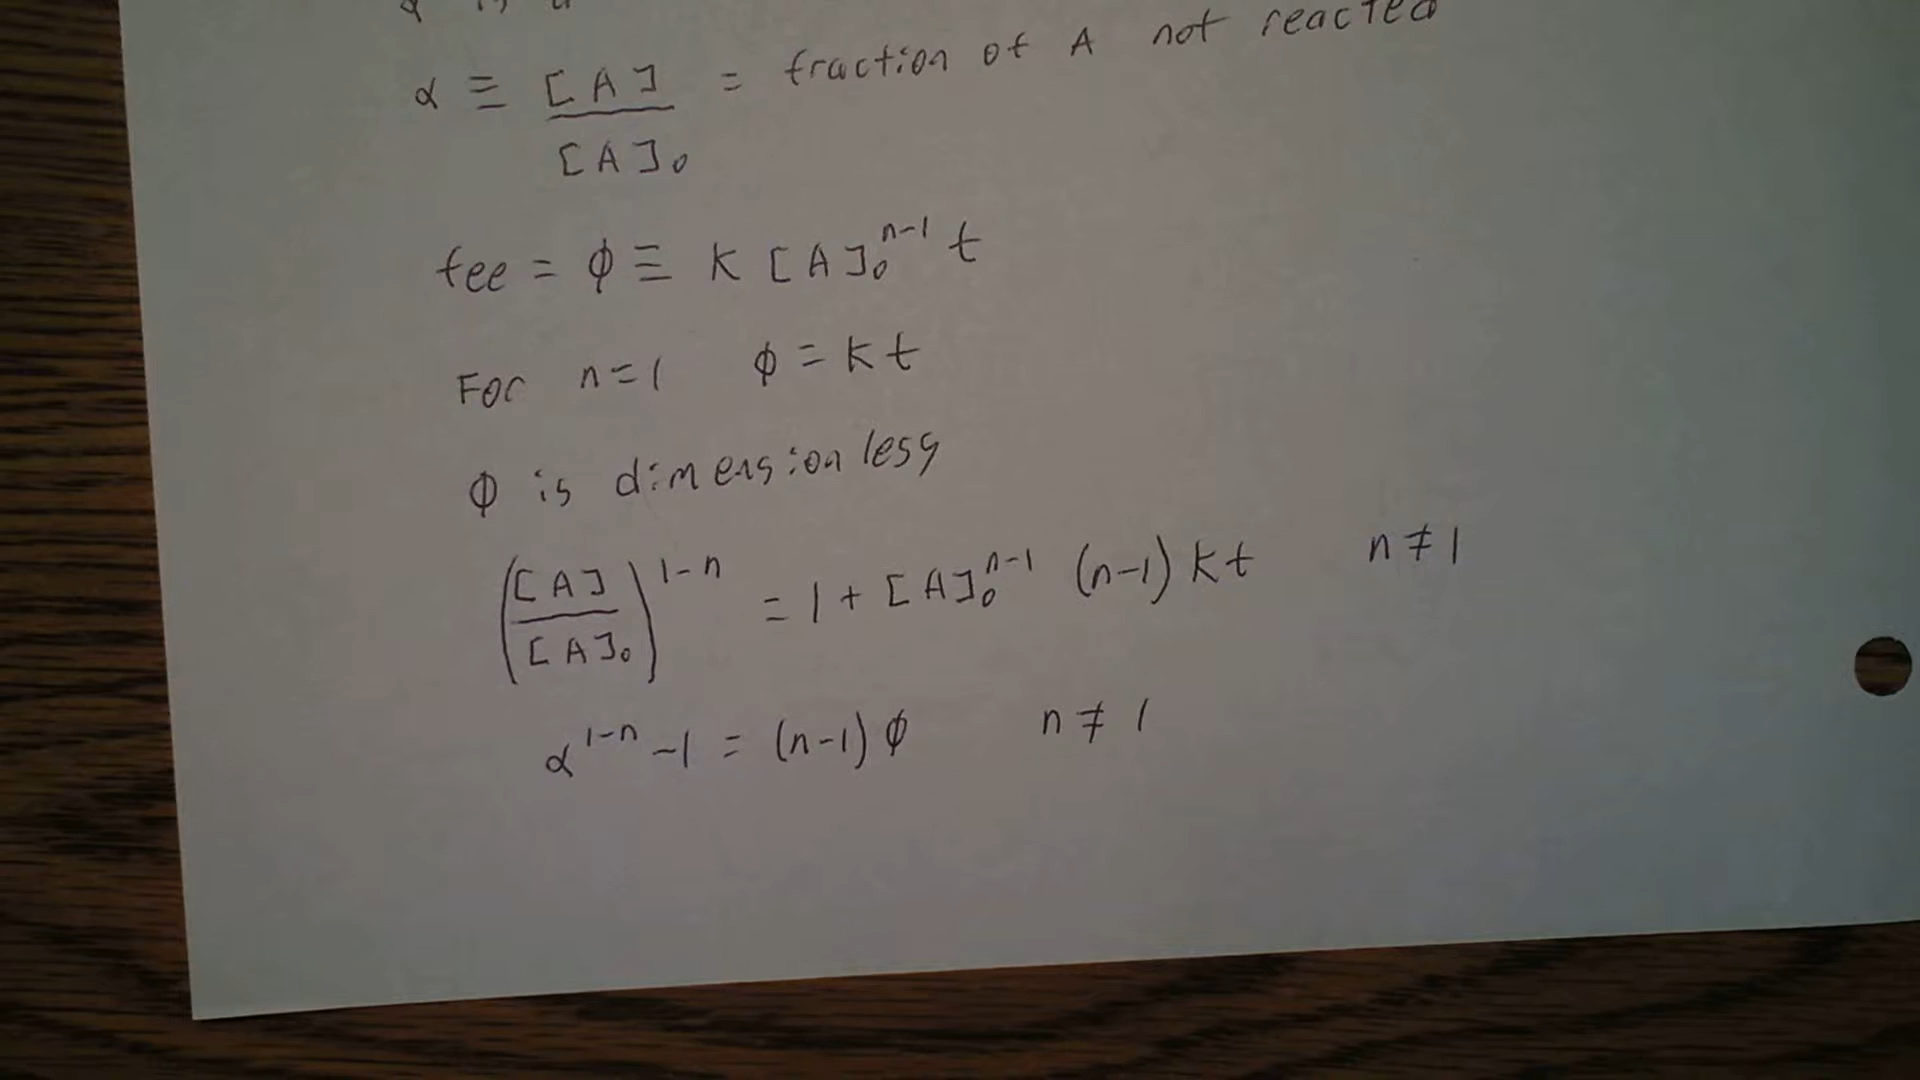 α ≡ [A] / [A]₀ = fraction of A not reacted
fee = ϕ ≡ k [A]₀ⁿ⁻¹ t
For n=1 ϕ = kt
ϕ is dimensionless
([A] / [A]₀)¹⁻ⁿ = 1 + [A]₀ⁿ⁻¹ (n-1) kt n ≠ 1
α¹⁻ⁿ -1 = (n-1) ϕ n ≠ 1